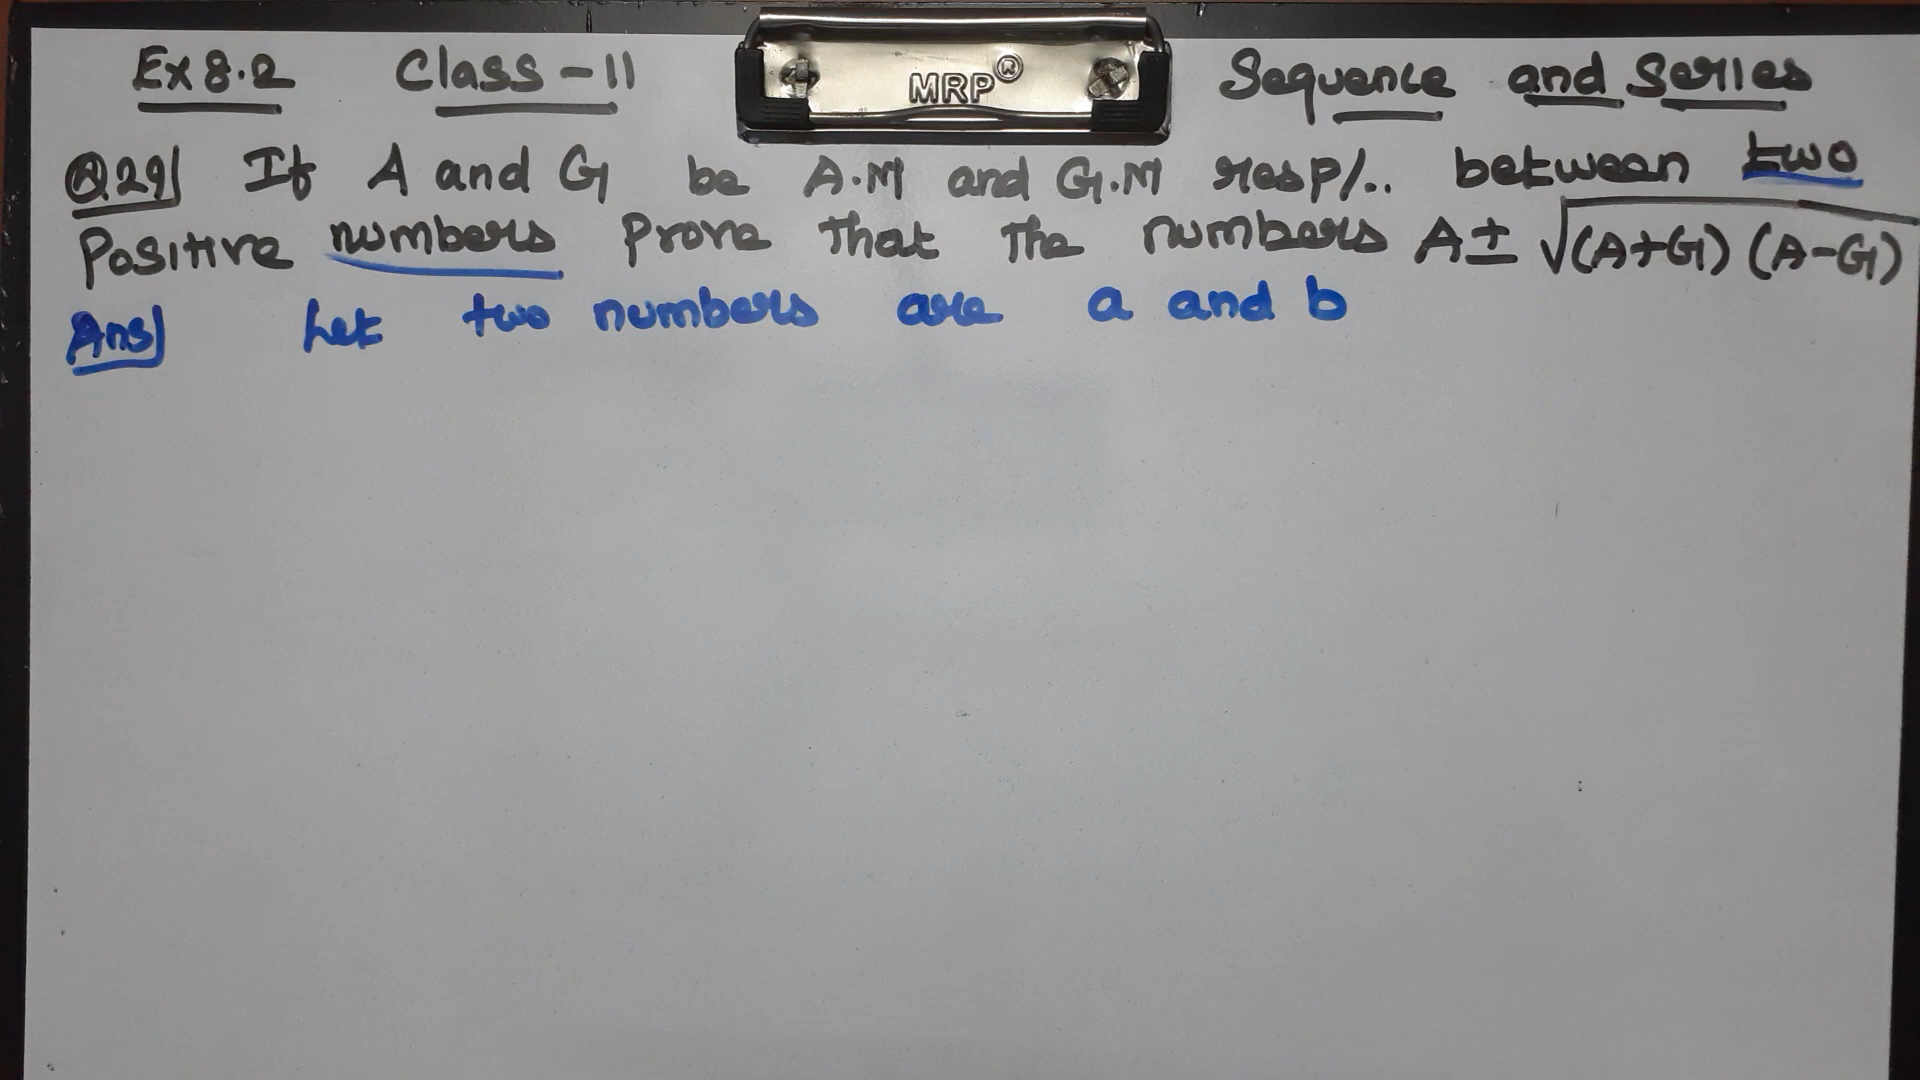 Ex 8.2 Class - 11 MRP® Sequence and Series
Q.29) If A and G be A.M and G.M resp/.. between two
Positive numbers Prove that the numbers A ± √(A+G) (A-G)
Ans) Let two numbers are a and b